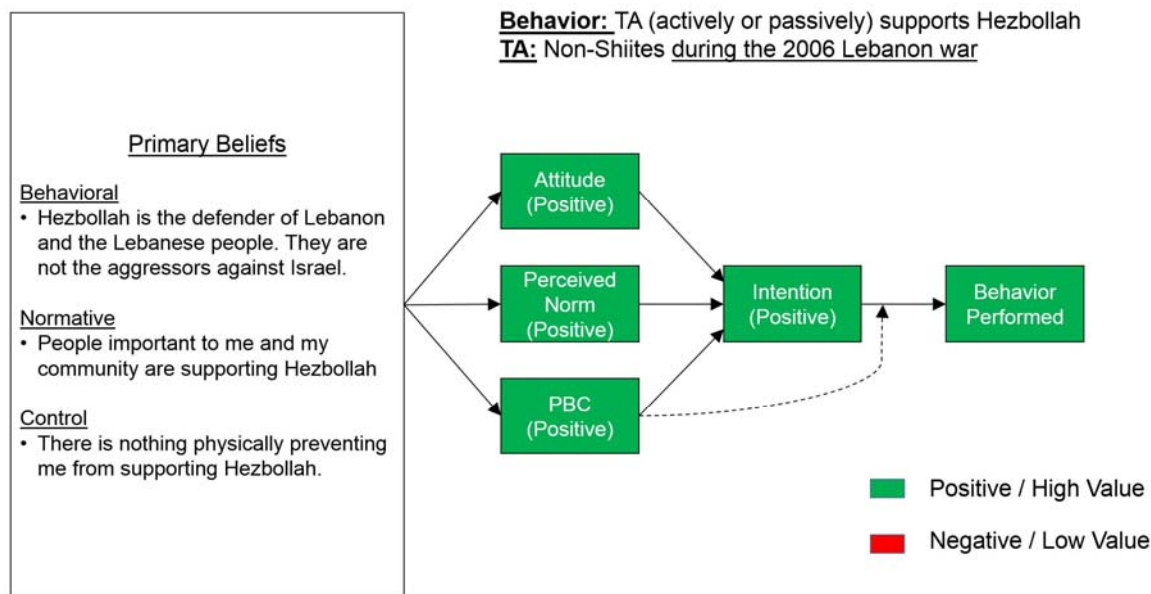 Behavior: TA (actively or passively) supports Hezbollah
TA: Non-Shiites during the 2006 Lebanon war
Primary Beliefs
Behavioral
• Hezbollah is the defender of Lebanon
and the Lebanese people. They are
not the aggressors against Israel.
Normative
• People important to me and my
community are supporting Hezbollah
Control
• There is nothing physically preventing
me from supporting Hezbollah.
Attitude
(Positive)
Perceived
Norm
(Positive)
PBC
(Positive)
Intention
(Positive)
Behavior
Performed
Positive / High Value
Negative / Low Value